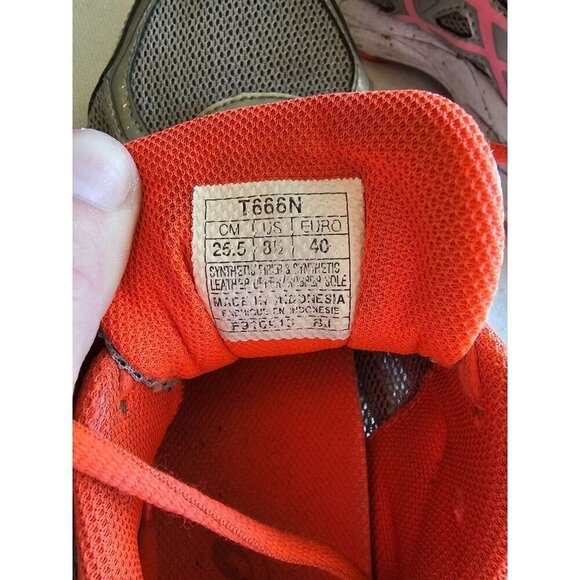 T666N
CM US EURO
25.5 8½ 40
SYNTHETIC FIBER & SYNTHETIC
LEATHER UPPER/RUBBER SOLE
MADE IN INDONESIA
FABRIQUE EN INDONESIE